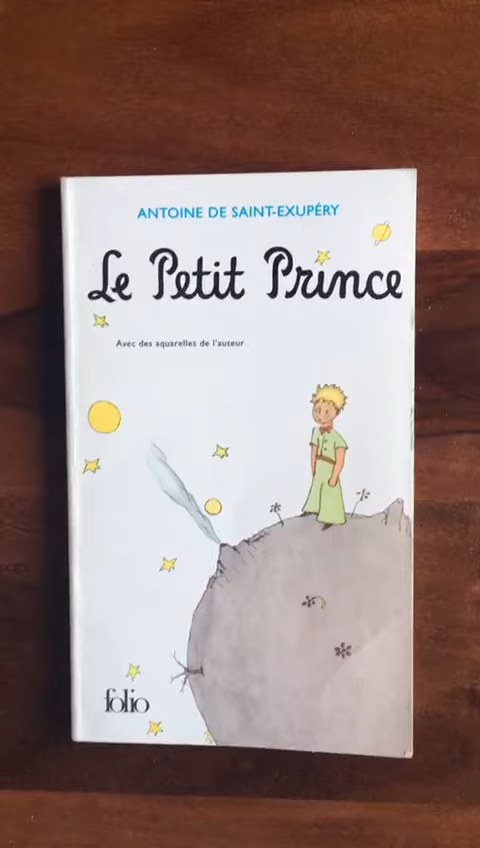 ANTOINE DE SAINT-EXUPÉRY
Le Petit Prince
Avec des aquarelles de l'auteur
folio